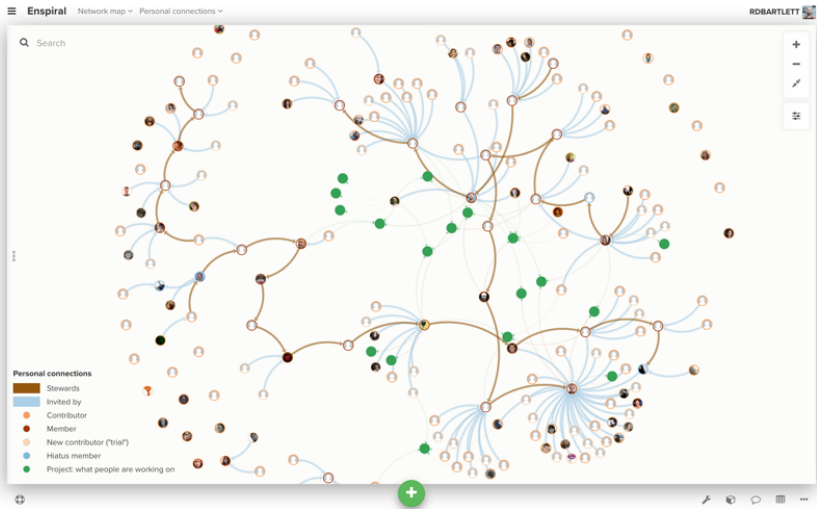 Enspiral
Network map
Personal connections
RDBARTLETT
Search
Personal connections
Stewards
Invited by
Contributor
Member
New contributor ("trial")
Hiatus member
Project: what people are working on